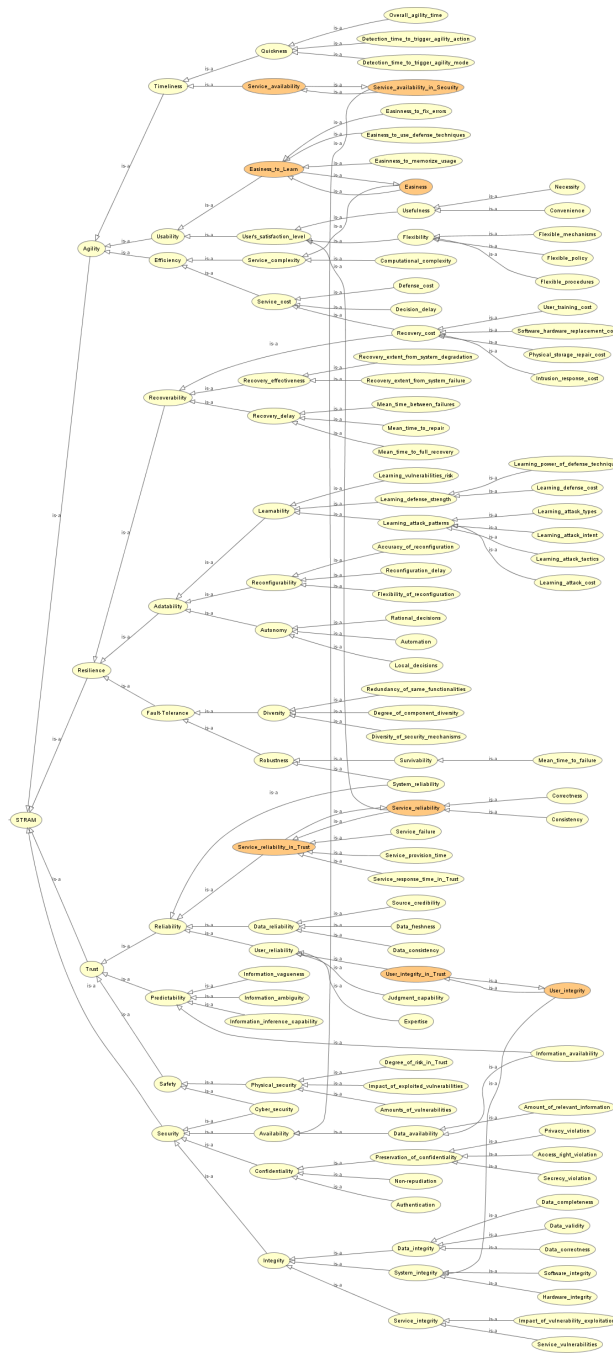 Overall_agility_time
Quickness
Detection_time_to_trigger_agility_action
Detection_time_to_trigger_agility_mode
Timeliness
Service_availability
Service_availability_in_Security
Easinness_to_fix_errors
Easiness_to_use_defense_techniques
Easiness_to_Learn
Easinness_to_memorize_usage
Easiness
Necessity
Usefulness
Convenience
Usability
User's_satisfaction_level
Flexibility
Flexible_mechanisms
Agility
Efficiency
Service_complexity
Computational_complexity
Flexible_policy
Flexible_procedures
Defense_cost
Service_cost
Decision_delay
User_training_cost
Recovery_cost
Software_hardware_replacement_co
Physical_storage_repair_cost
Recovery_extent_from_system_degradation
Recovery_effectiveness
Recovery_extent_from_system_failure
Intrusion_response_cost
Recoverability
Mean_time_between_failures
Recovery_delay
Mean_time_to_repair
Mean_time_to_full_recovery
Learning_power_of_defense_techniqu
Learning_vulnerabilities_risk
Learning_defense_cost
Learning_defense_strength
Learnability
Learning_attack_types
Learning_attack_patterns
Learning_attack_intent
Accuracy_of_reconfiguration
Learning_attack_tactics
Reconfigurability
Reconfiguration_delay
Learning_attack_cost
Flexibility_of_reconfiguration
Adatability
Rational_decisions
Autonomy
Automation
Local_decisions
Resilience
Redundancy_of_same_functionalities
Fault-Tolerance
Diversity
Degree_of_component_diversity
Diversity_of_security_mechanisms
Robustness
Survivability
Mean_time_to_failure
System_reliability
Correctness
Service_reliability
STRAM
Consistency
Service_failure
Service_reliability_in_Trust
Service_provision_time
Service_response_time_in_Trust
Source_credibility
Reliability
Data_reliability
Data_freshness
User_reliability
Data_consistency
Trust
Information_vagueness
User_integrity_in_Trust
User_integrity
Predictability
Information_ambiguity
Judgment_capability
Information_inference_capability
Expertise
Information_availability
Degree_of_risk_in_Trust
Safety
Physical_security
Impact_of_exploited_vulnerabilities
Cyber_security
Amounts_of_vulnerabilities
Amount_of_relevant_information
Security
Availability
Data_availability
Privacy_violation
Preservation_of_confidentiality
Access_right_violation
Confidentiality
Non-repudiation
Secrecy_violation
Authentication
Data_completeness
Data_validity
Data_integrity
Data_correctness
Integrity
System_integrity
Software_integrity
Hardware_integrity
Service_integrity
Impact_of_vulnerability_exploitation
Service_vulnerabilities